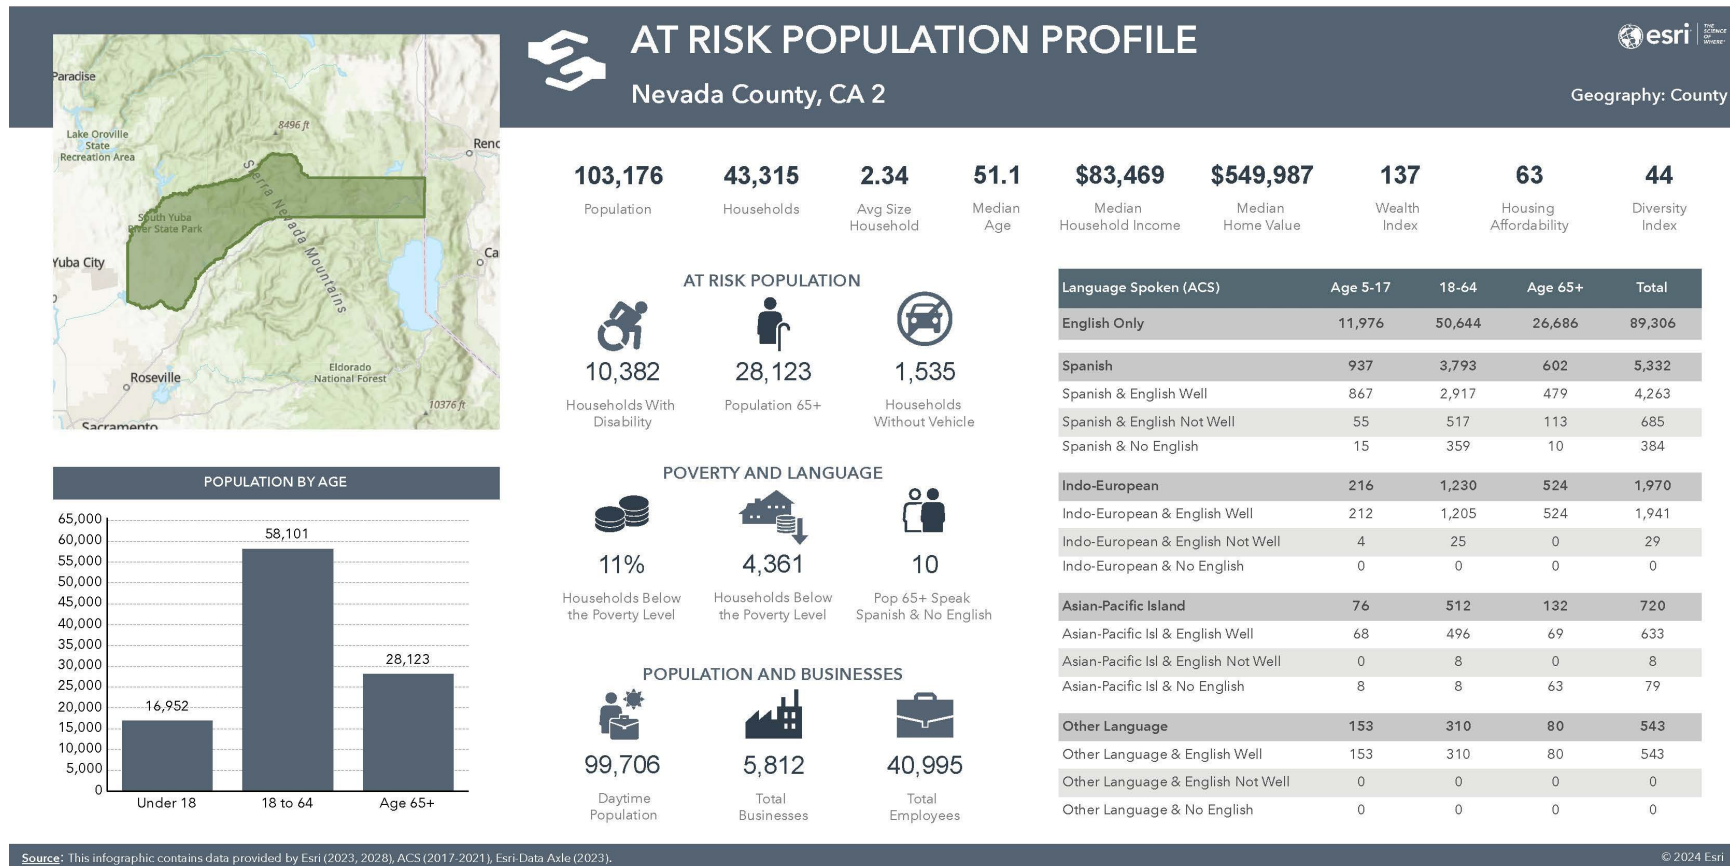 AT RISK POPULATION PROFILE
Nevada County, CA 2
esri
THE
SCIENCE
OF
WHERE
Geography: County
Paradise
Lake Oroville
State
Recreation Area
8496 ft
Reno
Sierra Nevada Mountains
South Yuba
River State Park
Yuba City
Ca
Eldorado
National Forest
Roseville
10376 ft
Sacramento
103,176
Population
43,315
Households
2.34
Avg Size
Household
51.1
Median
Age
$83,469
Median
Household Income
$549,987
Median
Home Value
137
Wealth
Index
63
Housing
Affordability
44
Diversity
Index
POPULATION BY AGE
65,000
60,000
55,000
50,000
45,000
40,000
35,000
30,000
25,000
20,000
15,000
10,000
5,000
0
16,952
58,101
28,123
Under 18
18 to 64
Age 65+
AT RISK POPULATION
10,382
Households With
Disability
28,123
Population 65+
1,535
Households
Without Vehicle
POVERTY AND LANGUAGE
11%
Households Below
the Poverty Level
4,361
Households Below
the Poverty Level
10
Pop 65+ Speak
Spanish & No English
POPULATION AND BUSINESSES
99,706
Daytime
Population
5,812
Total
Businesses
40,995
Total
Employees
Language Spoken (ACS) Age 5-17 18-64 Age 65+ Total
English Only 11,976 50,644 26,686 89,306
Spanish 937 3,793 602 5,332
Spanish & English Well 867 2,917 479 4,263
Spanish & English Not Well 55 517 113 685
Spanish & No English 15 359 10 384
Indo-European 216 1,230 524 1,970
Indo-European & English Well 212 1,205 524 1,941
Indo-European & English Not Well 4 25 0 29
Indo-European & No English 0 0 0 0
Asian-Pacific Island 76 512 132 720
Asian-Pacific Isl & English Well 68 496 69 633
Asian-Pacific Isl & English Not Well 0 8 0 8
Asian-Pacific Isl & No English 8 8 63 79
Other Language 153 310 80 543
Other Language & English Well 153 310 80 543
Other Language & English Not Well 0 0 0 0
Other Language & No English 0 0 0 0
Source: This infographic contains data provided by Esri (2023, 2028), ACS (2017-2021), Esri-Data Axle (2023).
© 2024 Esri